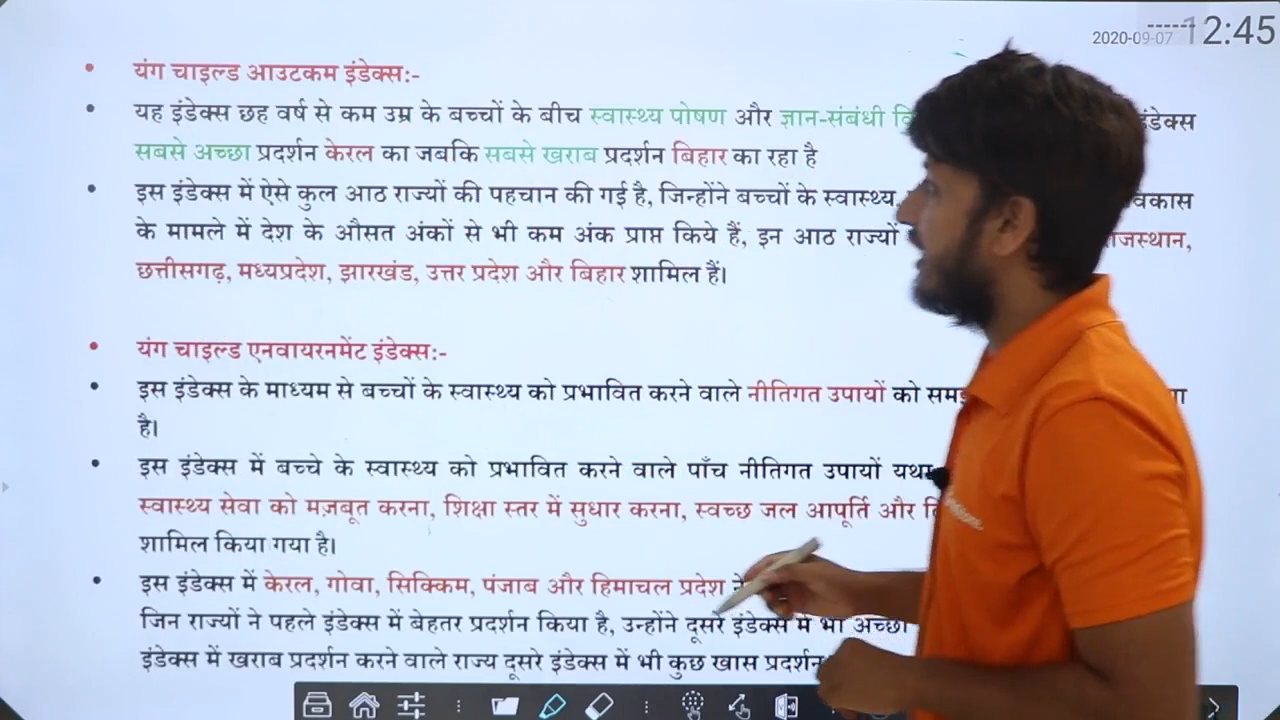 2020-09-07 12:45
यंग चाइल्ड आउटकम इंडेक्स:-
यह इंडेक्स छह वर्ष से कम उम्र के बच्चों के बीच स्वास्थ्य पोषण और ज्ञान-संबंधी इंडेक्स
सबसे अच्छा प्रदर्शन केरल का जबकि सबसे खराब प्रदर्शन बिहार का रहा है
इस इंडेक्स में ऐसे कुल आठ राज्यों की पहचान की गई है, जिन्होंने बच्चों के स्वास्थ्य,
के मामले में देश के औसत अंकों से भी कम अंक प्राप्त किये हैं, इन आठ राज्यों
छत्तीसगढ़, मध्यप्रदेश, झारखंड, उत्तर प्रदेश और बिहार शामिल हैं।
यंग चाइल्ड एनवायरनमेंट इंडेक्स:-
इस इंडेक्स के माध्यम से बच्चों के स्वास्थ्य को प्रभावित करने वाले नीतिगत उपायों को
है।
इस इंडेक्स में बच्चे के स्वास्थ्य को प्रभावित करने वाले पाँच नीतिगत उपायों
स्वास्थ्य सेवा को मज़बूत करना, शिक्षा स्तर में सुधार करना, स्वच्छ जल आपूर्ति और
शामिल किया गया है।
इस इंडेक्स में केरल, गोवा, सिक्किम, पंजाब और हिमाचल प्रदेश
जिन राज्यों ने पहले इंडेक्स में बेहतर प्रदर्शन किया है, उन्होंने दूसरे इंडेक्स में भी अच्छा
इंडेक्स में खराब प्रदर्शन करने वाले राज्य दूसरे इंडेक्स में भी कुछ खास प्रदर्शन